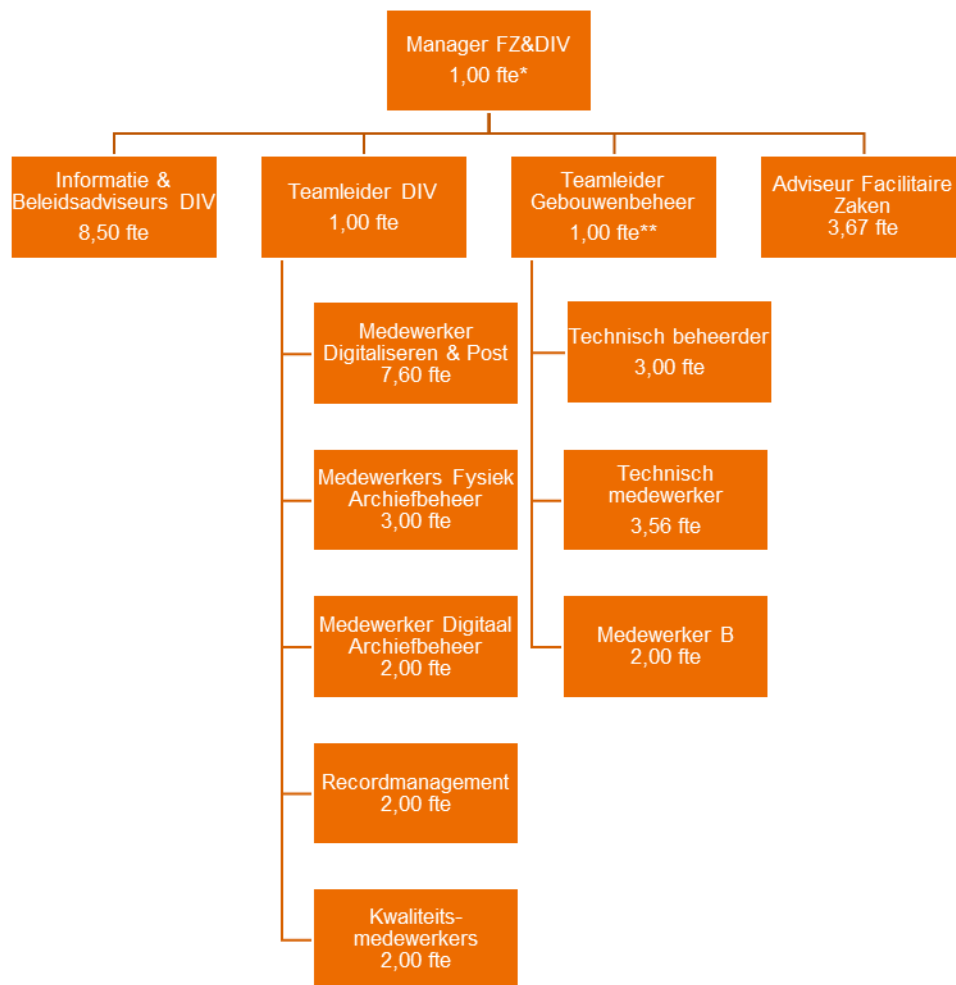 Manager FZ&DIV
1,00 fte*
Informatie &
Beleidsadviseurs DIV
8,50 fte
Teamleider DIV
1,00 fte
Teamleider
Gebouwenbeheer
1,00 fte**
Adviseur Facilitaire
Zaken
3,67 fte
Medewerker
Digitaliseren & Post
7,60 fte
Medewerkers Fysiek
Archiefbeheer
3,00 fte
Medewerker Digitaal
Archiefbeheer
2,00 fte
Recordmanagement
2,00 fte
Kwaliteits-
medewerkers
2,00 fte
Technisch beheerder
3,00 fte
Technisch
medewerker
3,56 fte
Medewerker B
2,00 fte